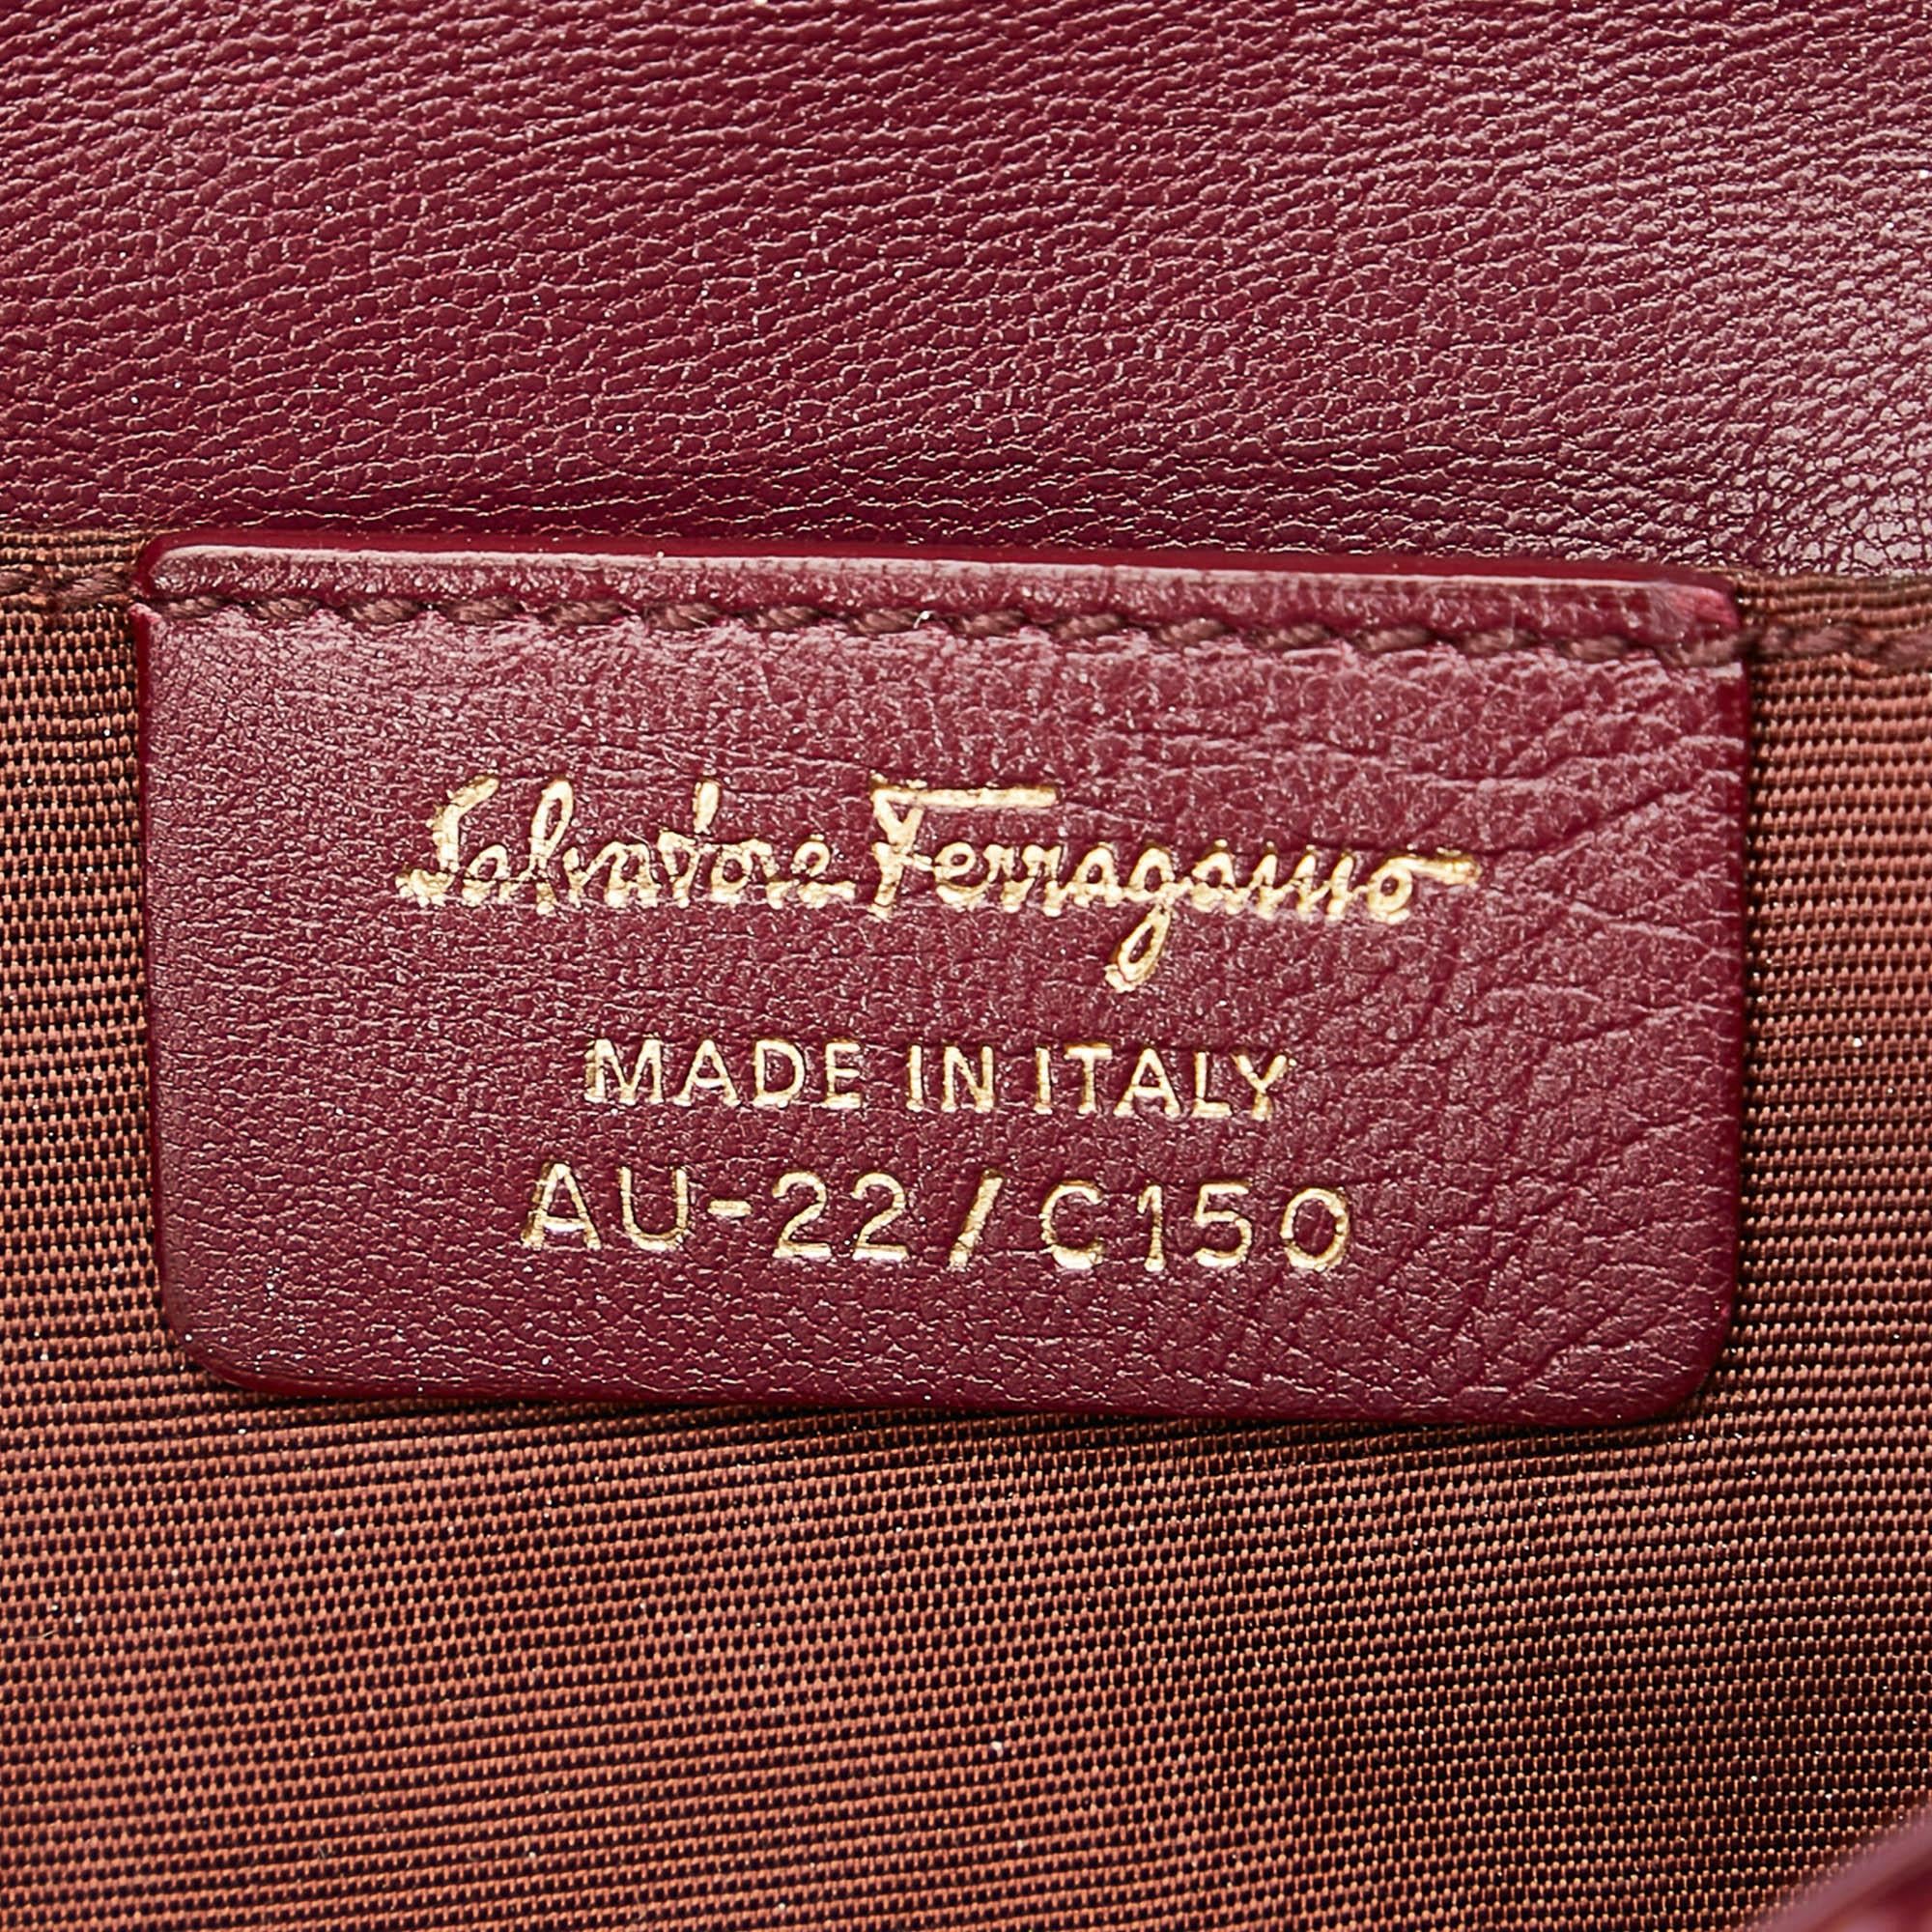 Salvatore Ferragamo
MADE IN ITALY
AU-22/C150